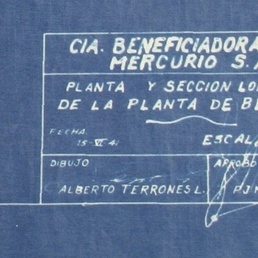 CIA. BENEFICIADORA
MERCURIO S. A
PLANTA Y SECCION LO
DE LA PLANTA DE BE
FECHA.
15-VI-41
ESCAL
DIBUJO
APROBO
ALBERTO TERRONES L.